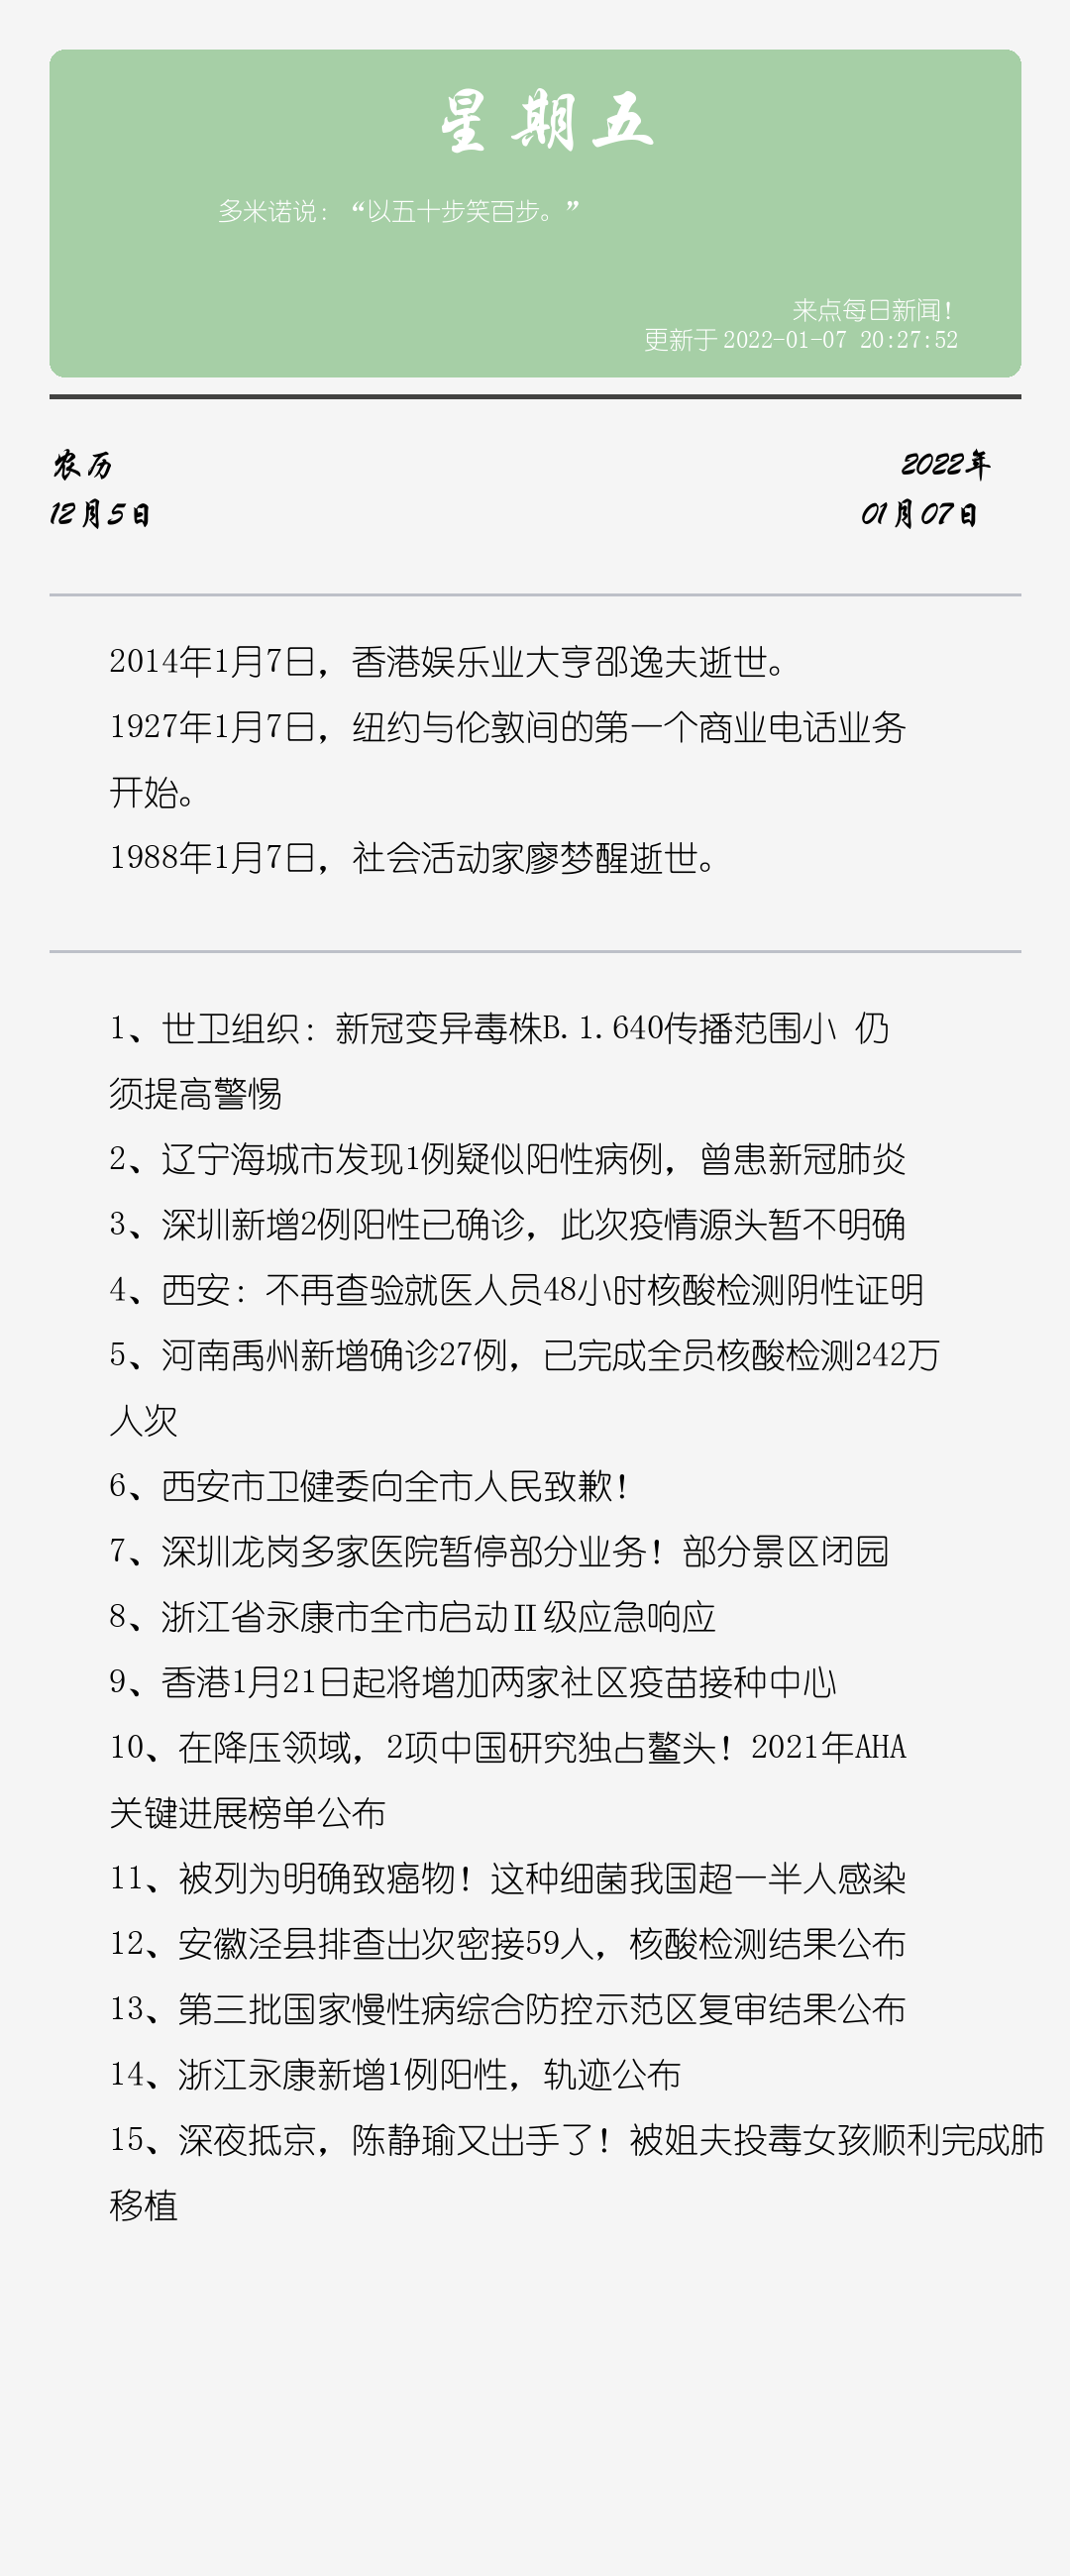 星期五
多米诺说：“以五十步笑百步。”
来点每日新闻！
更新于 2022-01-07 20:27:52
农历
2022年
12月5日
01月07日
2014年1月7日，香港娱乐业大亨邵逸夫逝世。
1927年1月7日，纽约与伦敦间的第一个商业电话业务
开始。
1988年1月7日，社会活动家廖梦醒逝世。
1、世卫组织：新冠变异毒株B.1.640传播范围小 仍
须提高警惕
2、辽宁海城市发现1例疑似阳性病例，曾患新冠肺炎
3、深圳新增2例阳性已确诊，此次疫情源头暂不明确
4、西安：不再查验就医人员48小时核酸检测阴性证明
5、河南禹州新增确诊27例，已完成全员核酸检测242万
人次
6、西安市卫健委向全市人民致歉！
7、深圳龙岗多家医院暂停部分业务！部分景区闭园
8、浙江省永康市全市启动Ⅱ级应急响应
9、香港1月21日起将增加两家社区疫苗接种中心
10、在降压领域，2项中国研究独占鳌头！2021年AHA
关键进展榜单公布
11、被列为明确致癌物！这种细菌我国超一半人感染
12、安徽泾县排查出次密接59人，核酸检测结果公布
13、第三批国家慢性病综合防控示范区复审结果公布
14、浙江永康新增1例阳性，轨迹公布
15、深夜抵京，陈静瑜又出手了！被姐夫投毒女孩顺利完成肺
移植